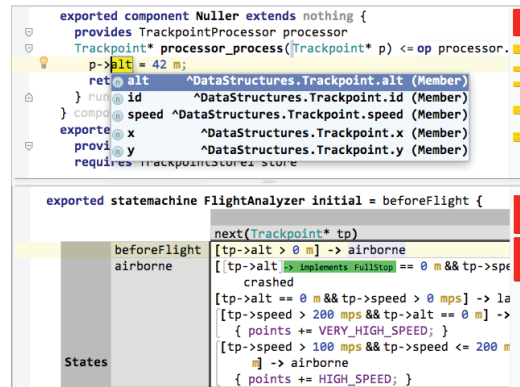 exported component Nuller extends nothing {
provides TrackpointProcessor processor
Trackpoint* processor_process(Trackpoint* p) <= op processor.
p->alt = 42 m;
ret
n alt ^DataStructures.Trackpoint.alt (Member)
} run
n id ^DataStructures.Trackpoint.id (Member)
} compo
n speed ^DataStructures.Trackpoint.speed (Member)
exporte
n x ^DataStructures.Trackpoint.x (Member)
provi
n y ^DataStructures.Trackpoint.y (Member)
requires TrackpointStore1 store
exported statemachine FlightAnalyzer initial = beforeFlight {
next(Trackpoint* tp)
beforeFlight [tp->alt > 0 m] -> airborne
airborne [[tp->alt]-> implements FullStop == 0 m && tp->spe
crashed
[tp->alt == 0 m && tp->speed > 0 mps] -> la
[[tp->speed > 200 mps && tp->alt == 0 m] ->
{ points += VERY_HIGH_SPEED; }
[tp->speed > 100 mps && tp->speed <= 200 m
States m] -> airborne
{ points += HIGH_SPEED; }